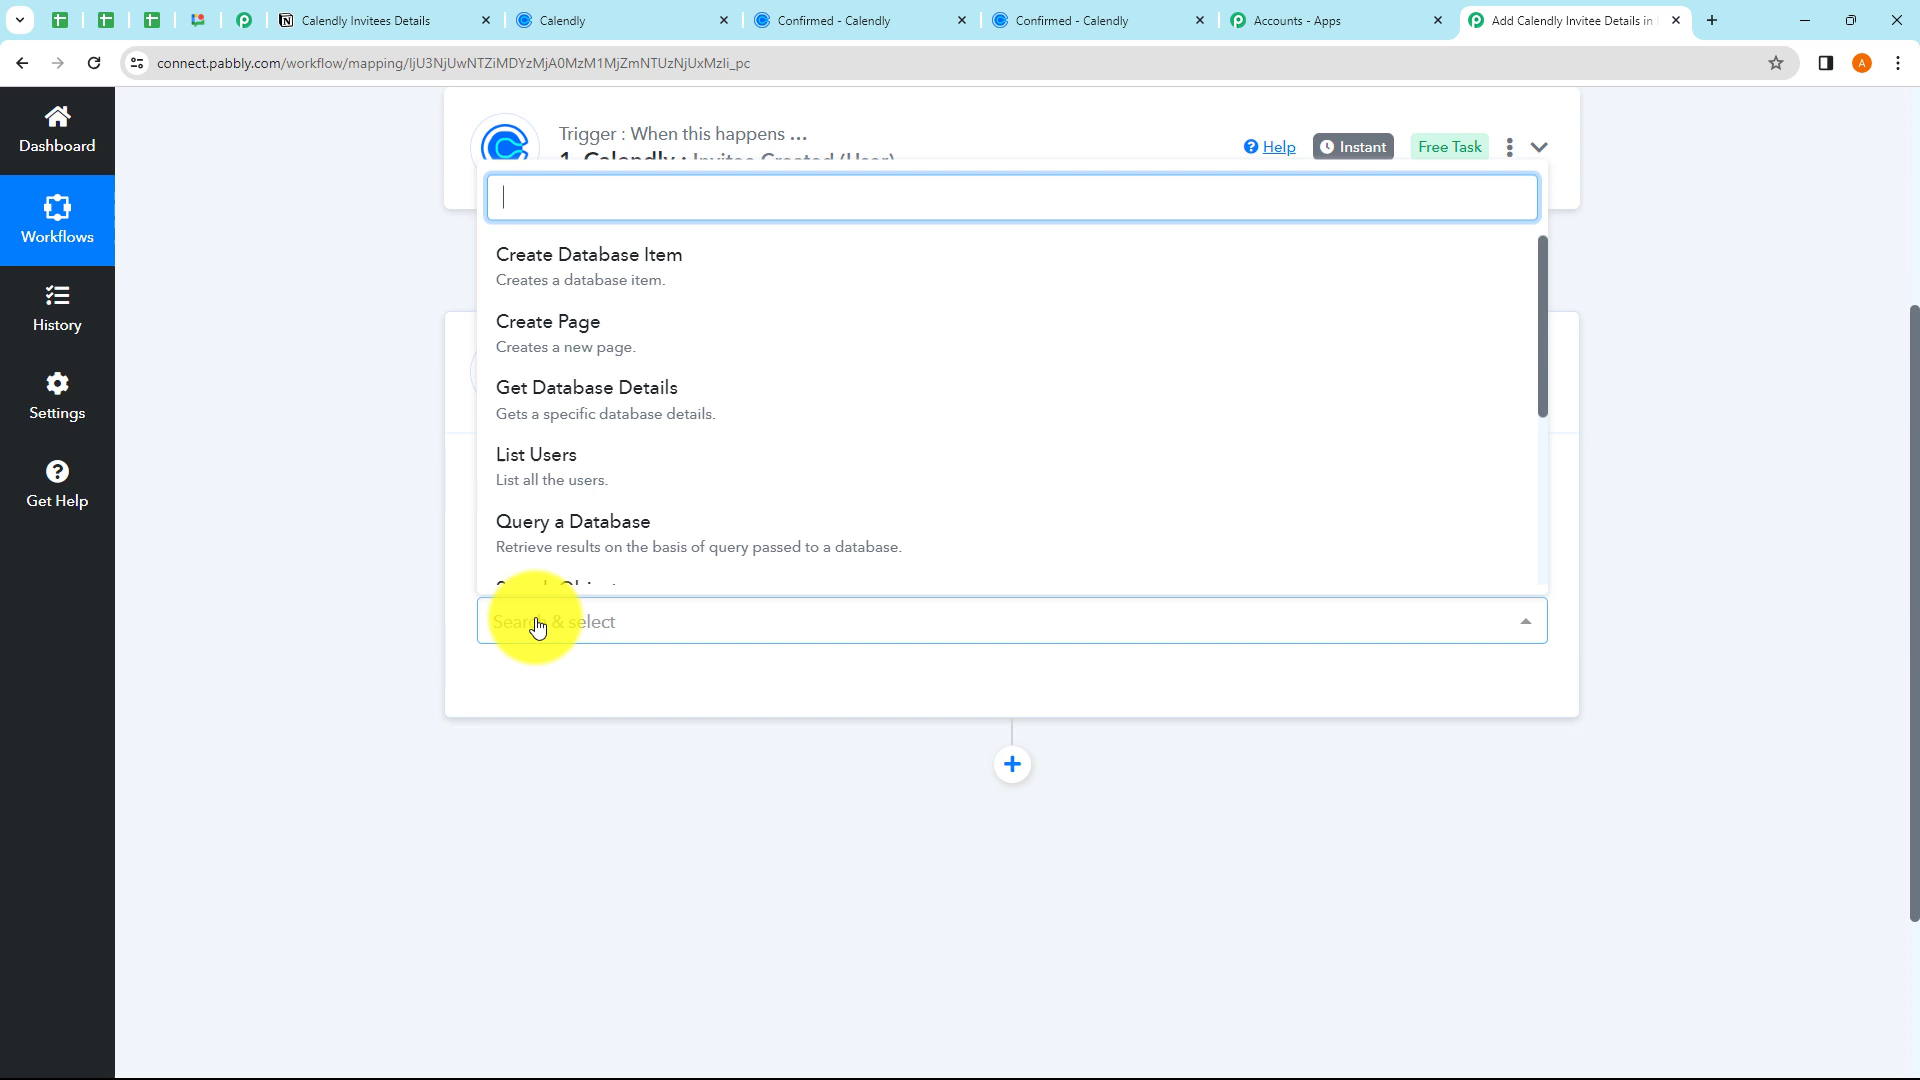 Calendly Invitees Details
Calendly
Confirmed - Calendly
Confirmed - Calendly
Accounts - Apps
Add Calendly Invitee Details in
connect.pabbly.com/workflow/mapping/IjU3NjUwNTZiMDYzMjA0MzM1MjZmNTUzNjUxMzIi_pc
A
Dashboard
Workflows
History
Settings
Get Help
Trigger : When this happens ...
1. Calendly : Invitee Created (User)
Help
Instant
Free Task
Create Database Item
Creates a database item.
Create Page
Creates a new page.
Get Database Details
Gets a specific database details.
List Users
List all the users.
Query a Database
Retrieve results on the basis of query passed to a database.
Search & select